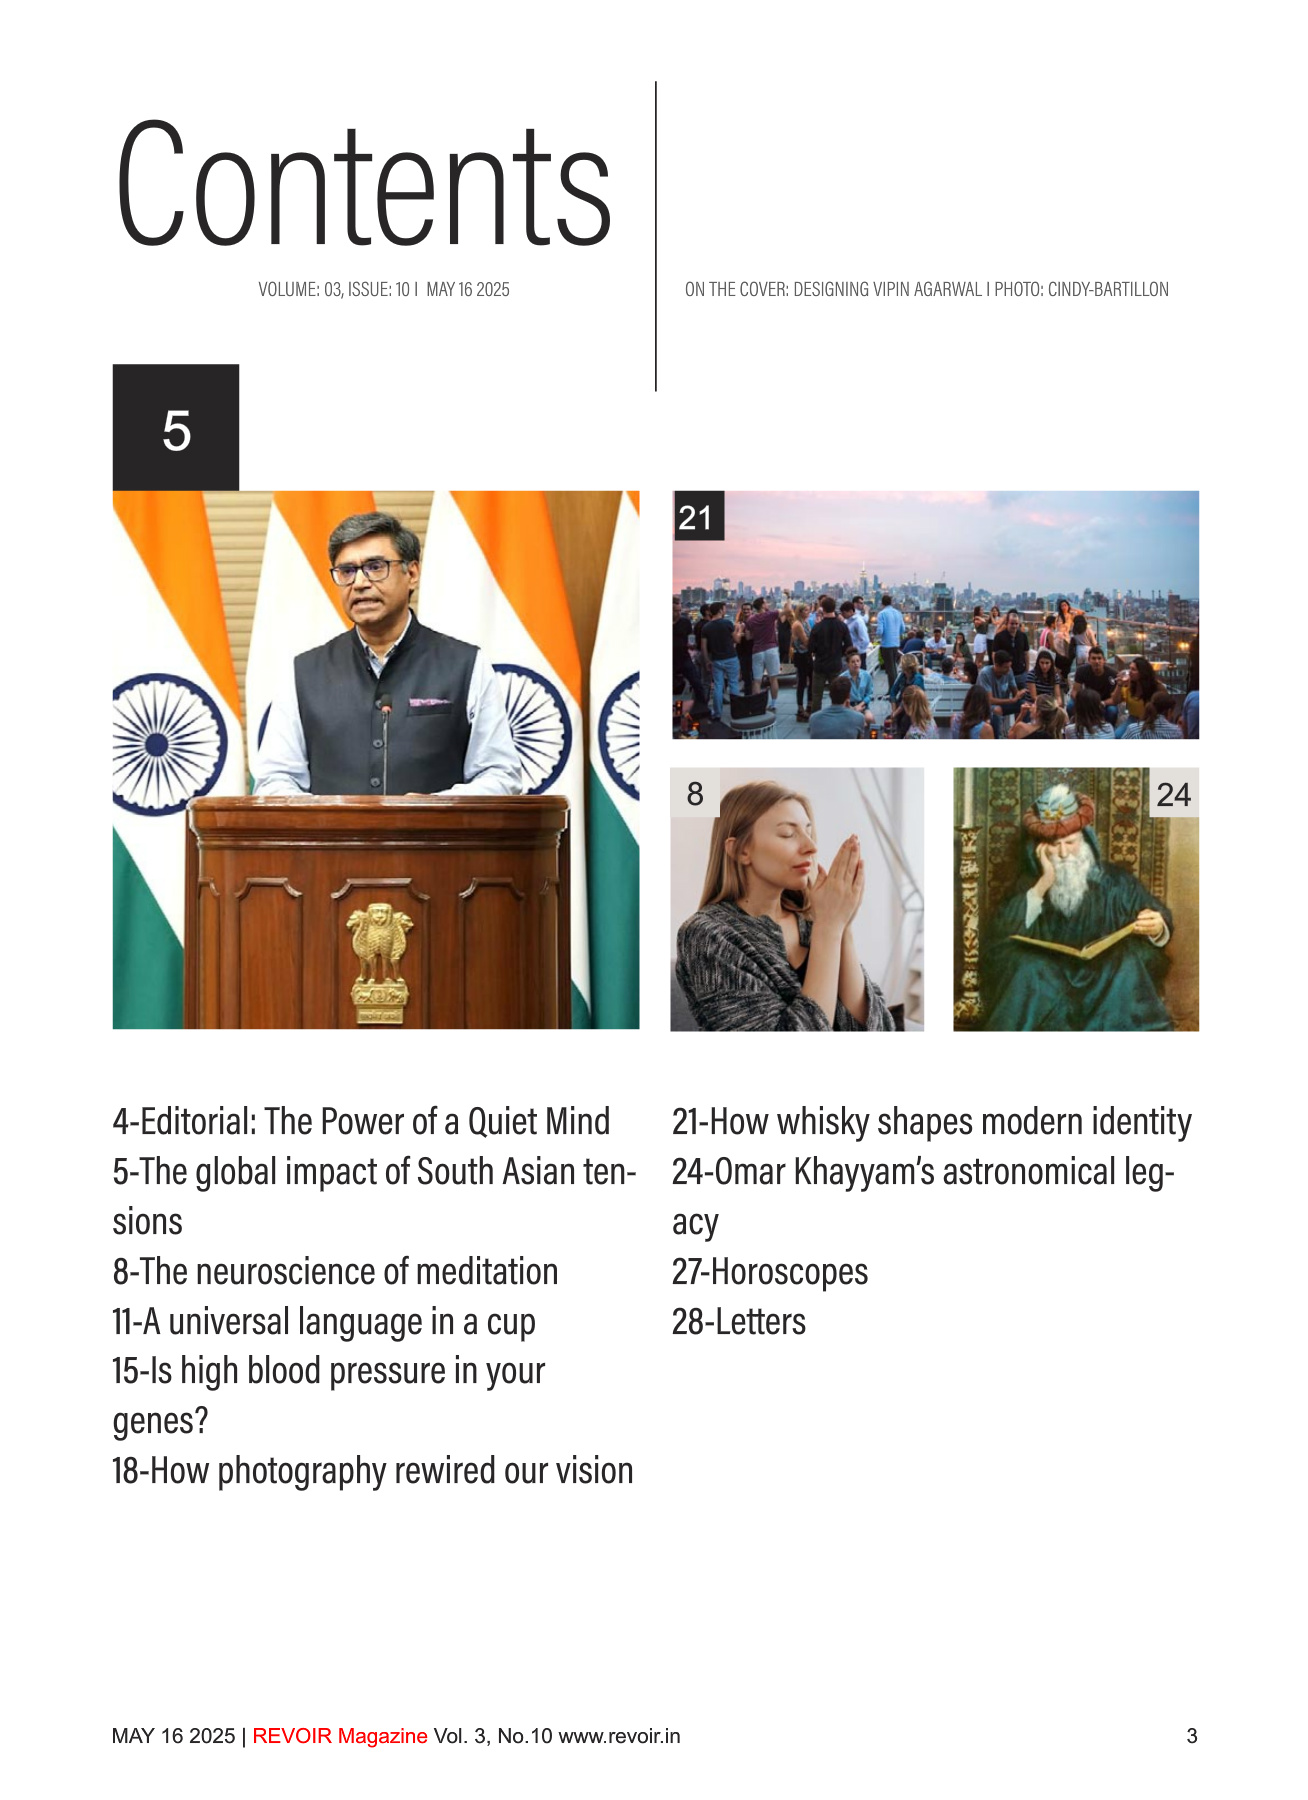 Contents
VOLUME: 03, ISSUE: 10 I MAY 16 2025
ON THE COVER: DESIGNING VIPIN AGARWAL I PHOTO: CINDY-BARTILLON
5
21
8
24
4-Editorial: The Power of a Quiet Mind
5-The global impact of South Asian ten-
sions
8-The neuroscience of meditation
11-A universal language in a cup
15-Is high blood pressure in your
genes?
18-How photography rewired our vision
21-How whisky shapes modern identity
24-Omar Khayyam’s astronomical leg-
acy
27-Horoscopes
28-Letters
MAY 16 2025 | REVOIR Magazine Vol. 3, No.10 www.revoir.in
3